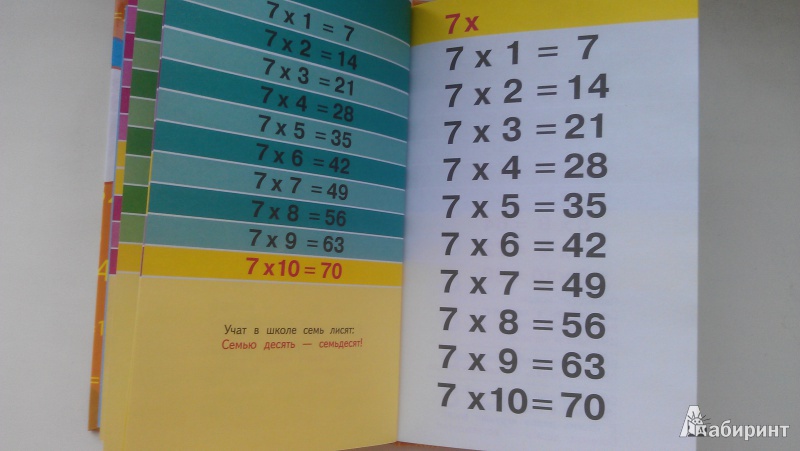 7 x 1 = 7
7 x 2 = 14
7 x 3 = 21
7 x 4 = 28
7 x 5 = 35
7 x 6 = 42
7 x 7 = 49
7 x 8 = 56
7 x 9 = 63
7 x 10 = 70
Учат в школе семь лисят:
Семью десять — семьдесят!
7 x
7 x 1 = 7
7 x 2 = 14
7 x 3 = 21
7 x 4 = 28
7 x 5 = 35
7 x 6 = 42
7 x 7 = 49
7 x 8 = 56
7 x 9 = 63
7 x 10 = 70
Лабиринт